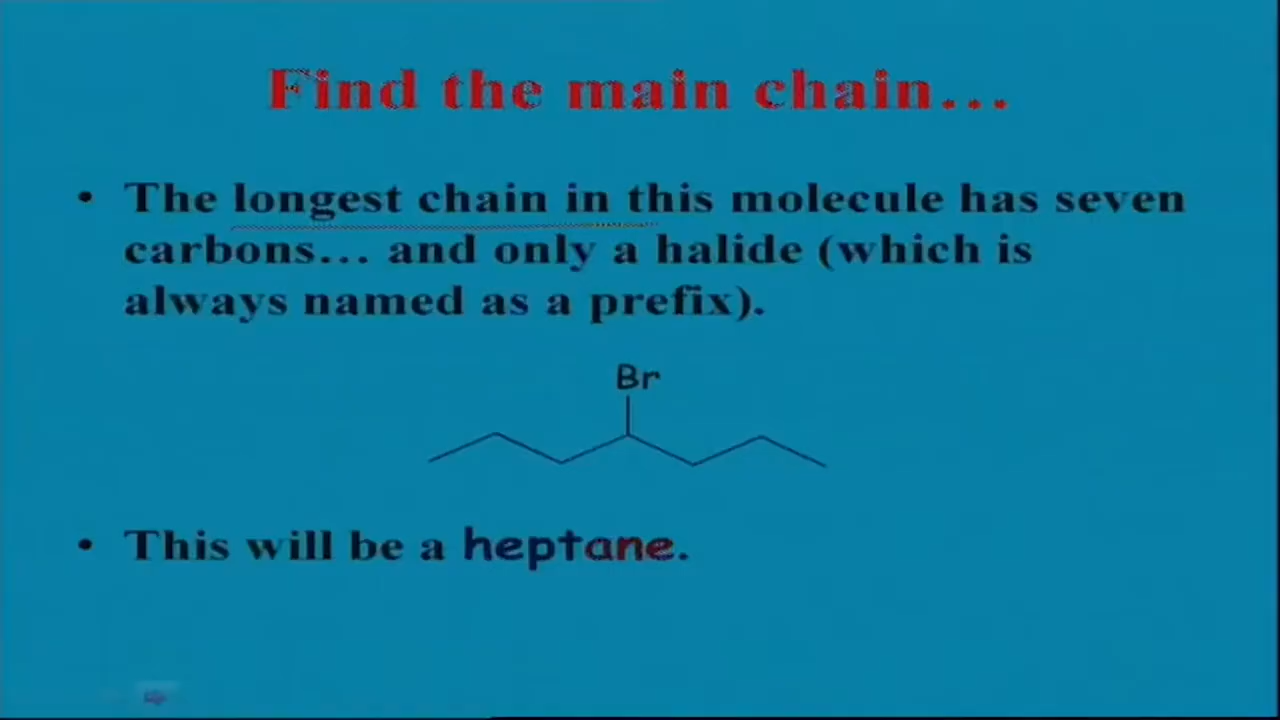 Find the main chain...
• The longest chain in this molecule has seven
carbons... and only a halide (which is
always named as a prefix).
Br
• This will be a heptane.